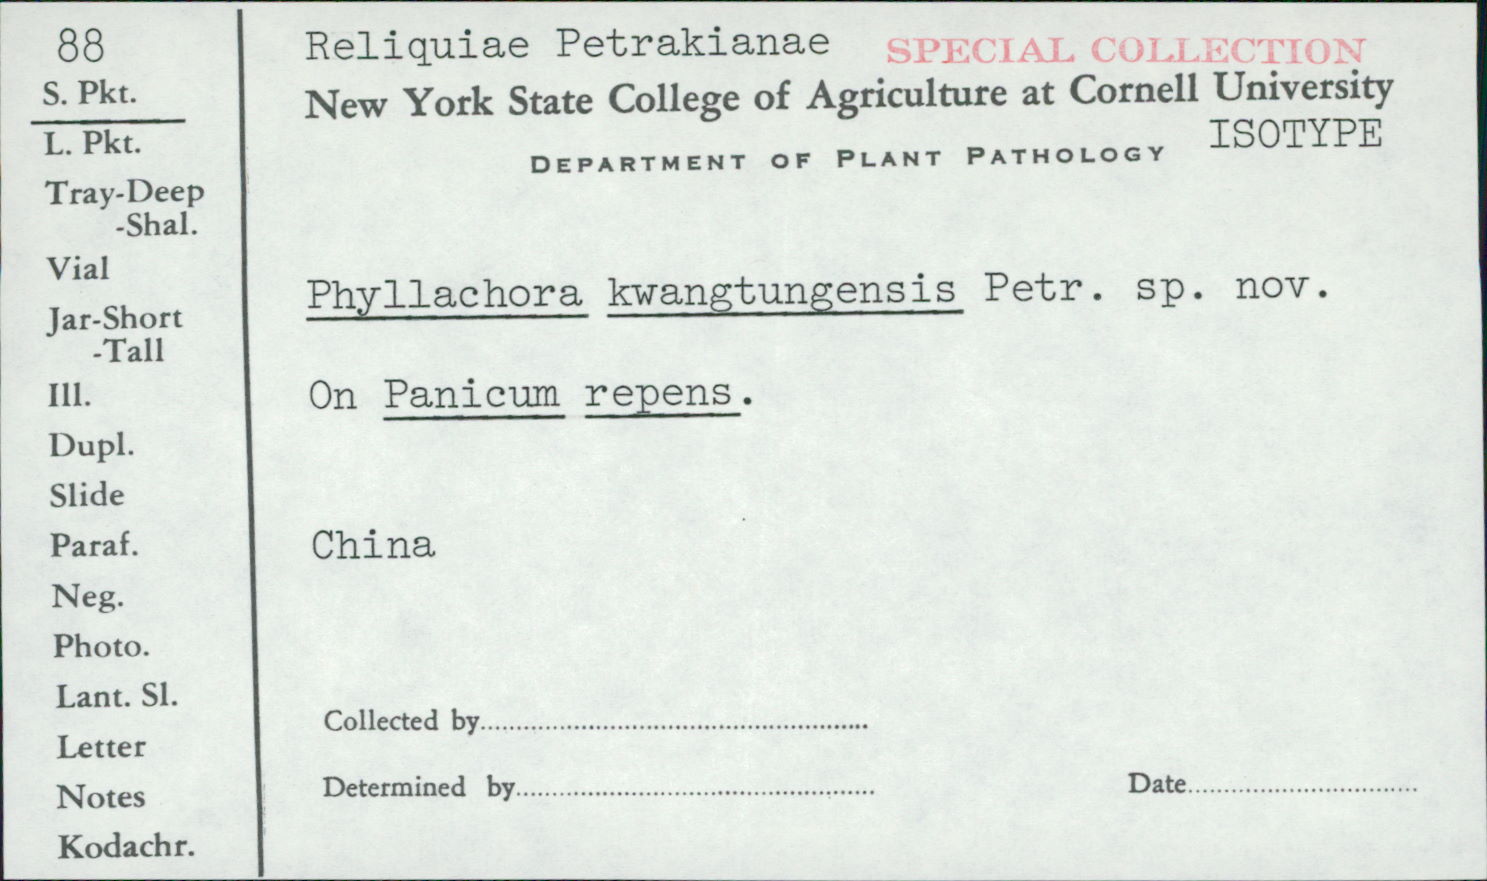 88
S. Pkt.
L. Pkt.
Tray-Deep
-Shal.
Vial
Jar-Short
-Tall
Ill.
Dupl.
Slide
Paraf.
Neg.
Photo.
Lant. Sl.
Letter
Notes
Kodachr.
Reliquiae Petrakianae SPECIAL COLLECTION
New York State College of Agriculture at Cornell University
DEPARTMENT OF PLANT PATHOLOGY ISOTYPE
Phyllachora kwangtungensis Petr. sp. nov.
On Panicum repens.
China
Collected by
Determined by
Date